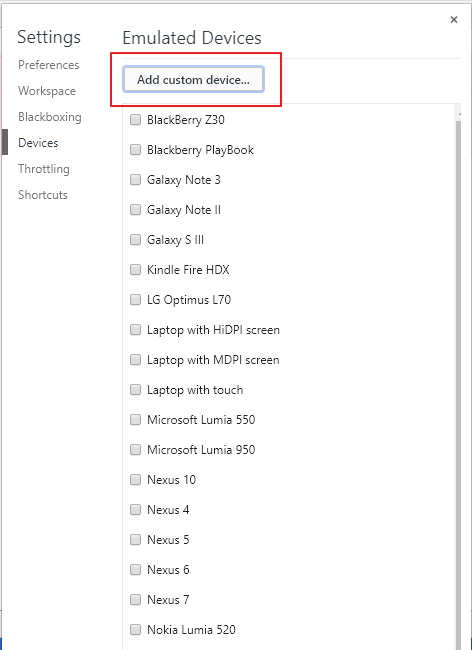 Settings
Preferences
Workspace
Blackboxing
Devices
Throttling
Shortcuts
Emulated Devices
Add custom device...
BlackBerry Z30
Blackberry PlayBook
Galaxy Note 3
Galaxy Note II
Galaxy S III
Kindle Fire HDX
LG Optimus L70
Laptop with HiDPI screen
Laptop with MDPI screen
Laptop with touch
Microsoft Lumia 550
Microsoft Lumia 950
Nexus 10
Nexus 4
Nexus 5
Nexus 6
Nexus 7
Nokia Lumia 520